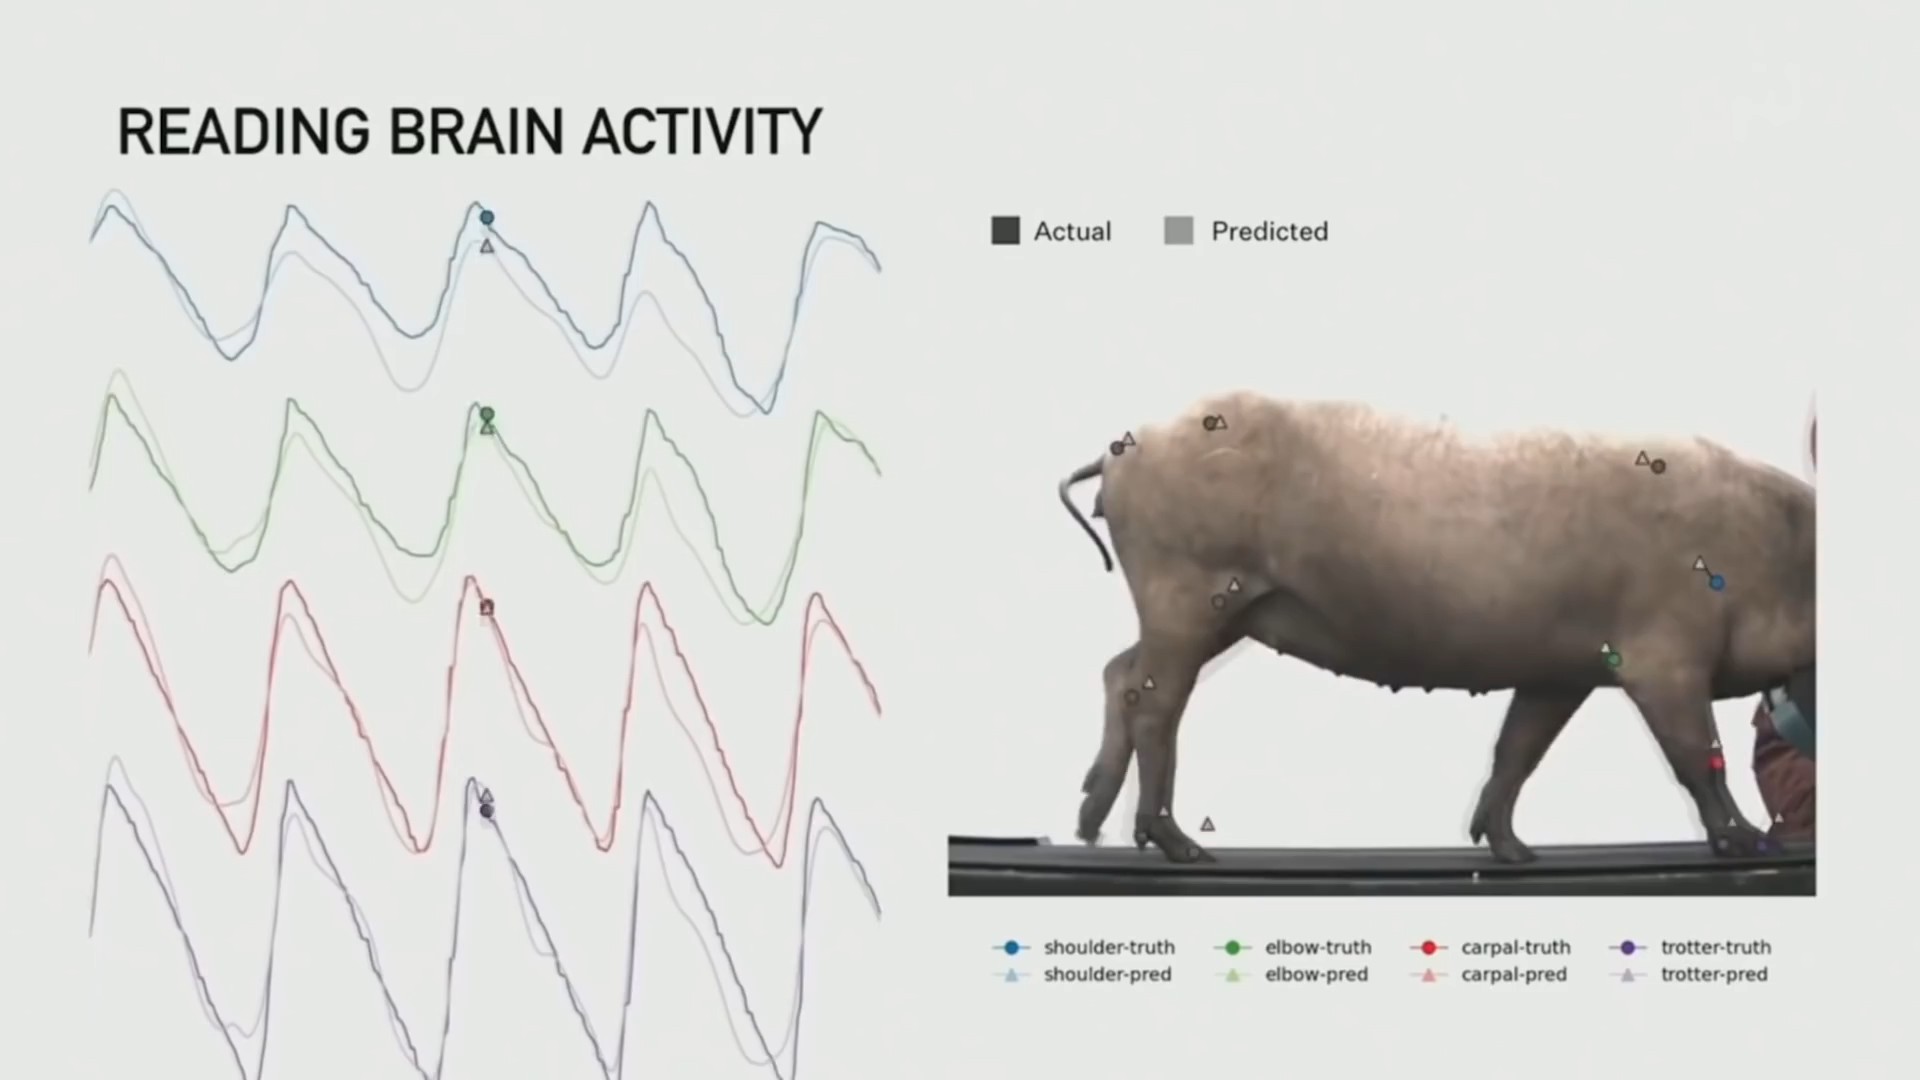 READING BRAIN ACTIVITY
Actual Predicted
shoulder-truth elbow-truth carpal-truth trotter-truth
shoulder-pred elbow-pred carpal-pred trotter-pred